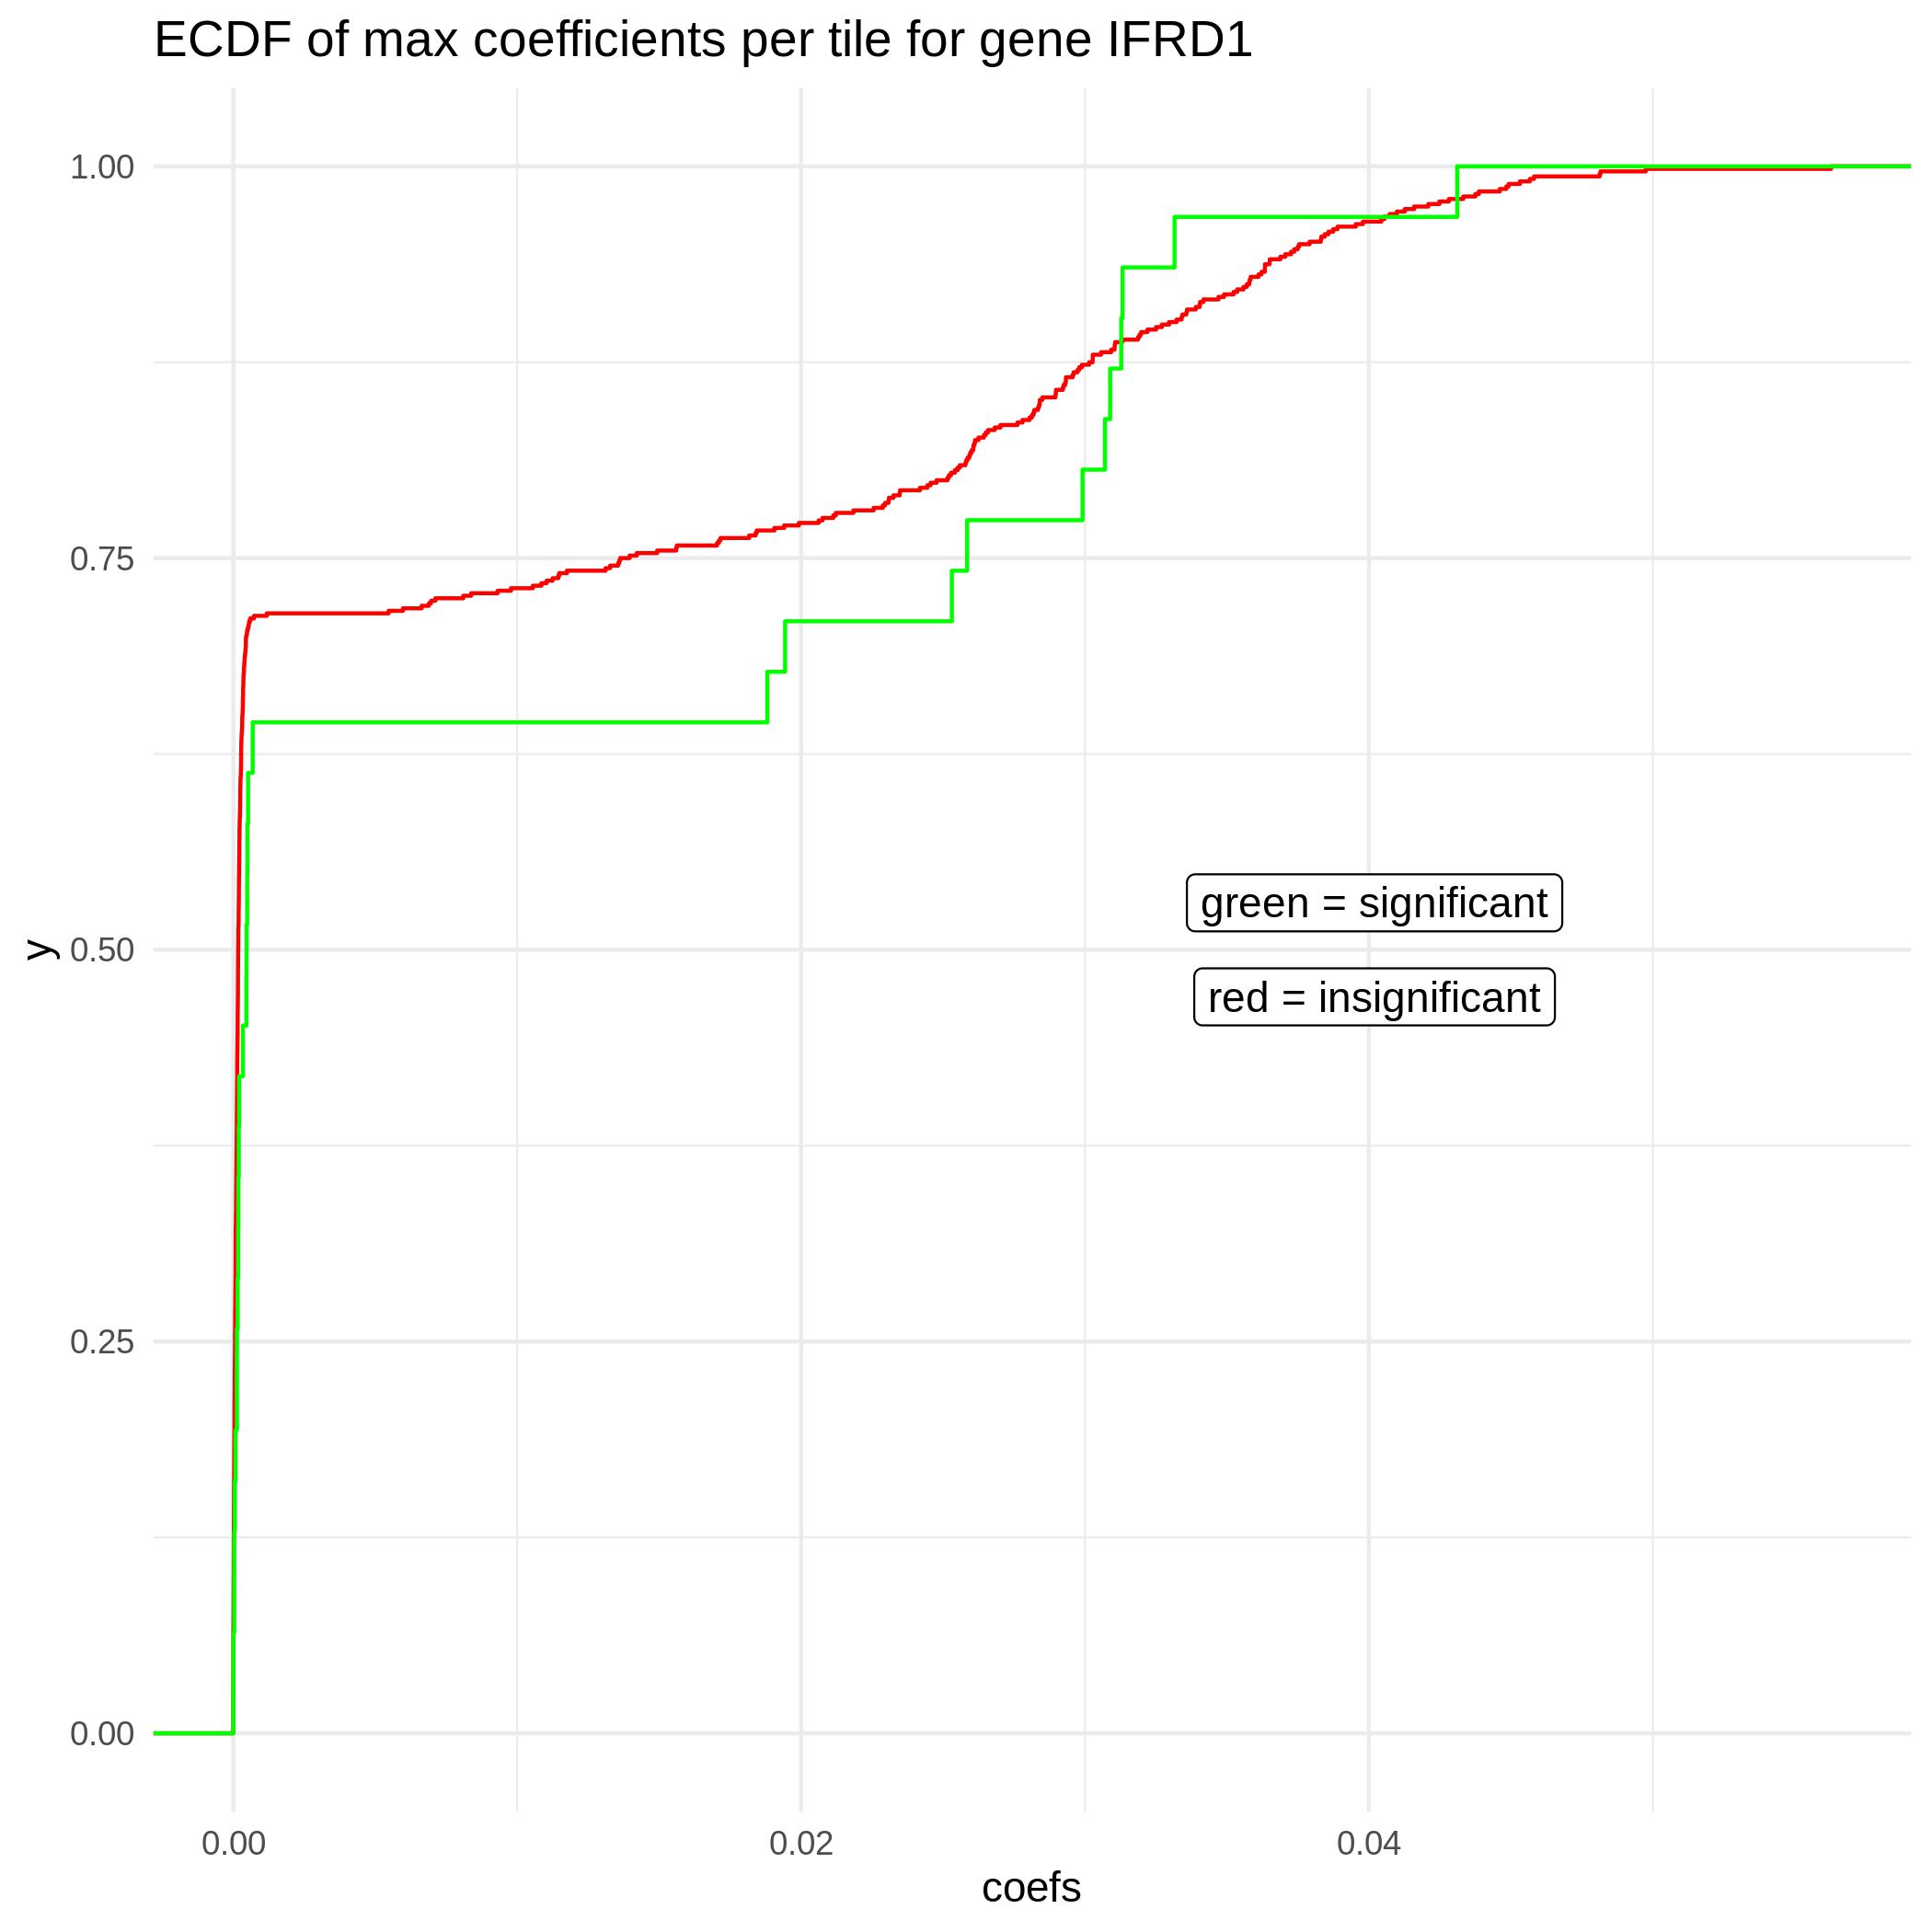 ECDF of max coefficients per tile for gene IFRD1
1.00
0.75
0.50
0.25
0.00
y
green = significant
red = insignificant
0.00
0.02
0.04
coefs